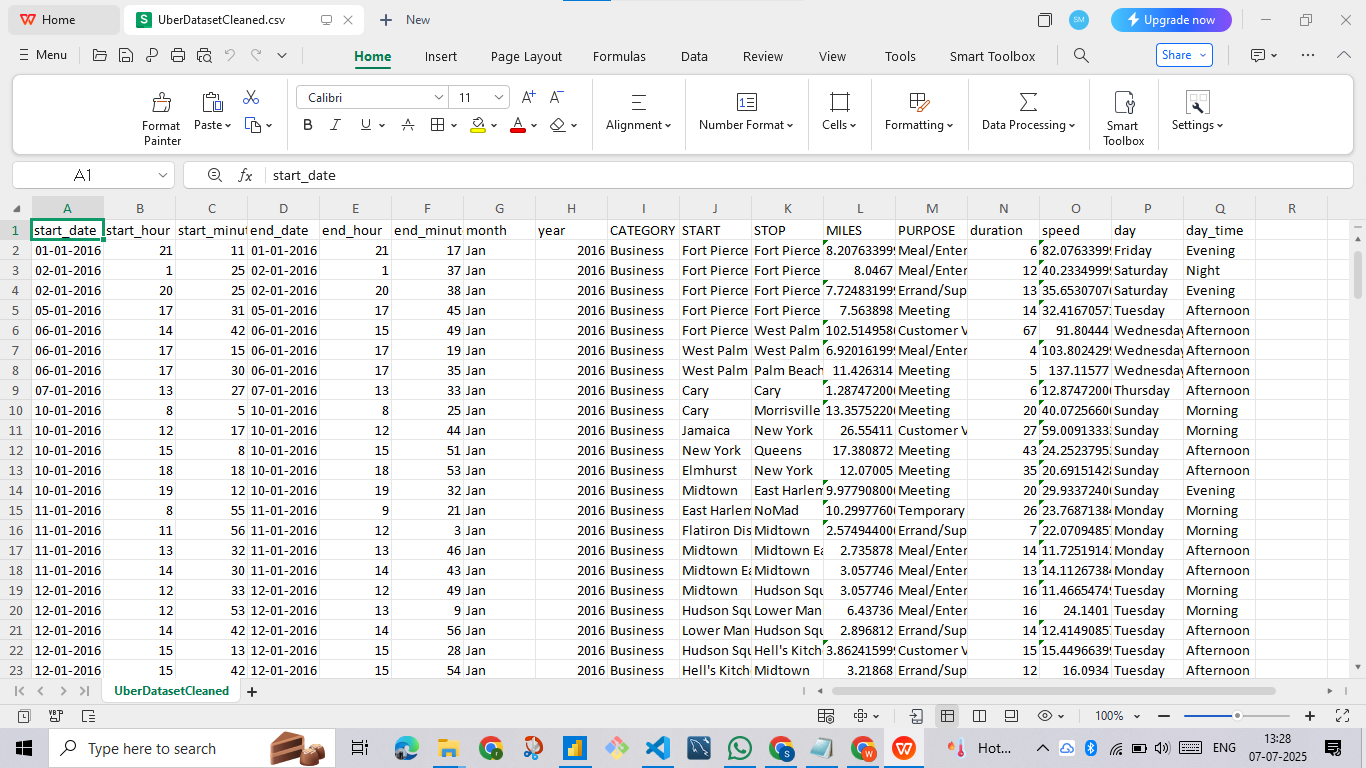 Home UberDatasetCleaned.csv New SM Upgrade now
Menu Home Insert Page Layout Formulas Data Review View Tools Smart Toolbox Share
Calibri 11
Format Painter Paste Alignment Number Format Cells Formatting Data Processing Smart Toolbox Settings
A1 fx start_date
A B C D E F G H I J K L M N O P Q R
1 start_date start_hour start_minut end_date end_hour end_minut month year CATEGORY START STOP MILES PURPOSE duration speed day day_time
2 01-01-2016 21 11 01-01-2016 21 17 Jan 2016 Business Fort Pierce Fort Pierce 8.20763399 Meal/Enter 6 82.0763399 Friday Evening
3 02-01-2016 1 25 02-01-2016 1 37 Jan 2016 Business Fort Pierce Fort Pierce 8.0467 Meal/Enter 12 40.2334999 Saturday Night
4 02-01-2016 20 25 02-01-2016 20 38 Jan 2016 Business Fort Pierce Fort Pierce 7.72483199 Errand/Sup 13 35.6530707 Saturday Evening
5 05-01-2016 17 31 05-01-2016 17 45 Jan 2016 Business Fort Pierce Fort Pierce 7.563898 Meeting 14 32.4167057 Tuesday Afternoon
6 06-01-2016 14 42 06-01-2016 15 49 Jan 2016 Business Fort Pierce West Palm 102.514958 Customer V 67 91.80444 Wednesday Afternoon
7 06-01-2016 17 15 06-01-2016 17 19 Jan 2016 Business West Palm West Palm 6.92016199 Meal/Enter 4 103.802429 Wednesday Afternoon
8 06-01-2016 17 30 06-01-2016 17 35 Jan 2016 Business West Palm Palm Beach 11.426314 Meeting 5 137.11577 Wednesday Afternoon
9 07-01-2016 13 27 07-01-2016 13 33 Jan 2016 Business Cary Cary 1.28747200 Meeting 6 12.8747200 Thursday Afternoon
10 10-01-2016 8 5 10-01-2016 8 25 Jan 2016 Business Cary Morrisville 13.3575220 Meeting 20 40.0725660 Sunday Morning
11 10-01-2016 12 17 10-01-2016 12 44 Jan 2016 Business Jamaica New York 26.55411 Customer V 27 59.0091333 Sunday Morning
12 10-01-2016 15 8 10-01-2016 15 51 Jan 2016 Business New York Queens 17.380872 Meeting 43 24.2523795 Sunday Afternoon
13 10-01-2016 18 18 10-01-2016 18 53 Jan 2016 Business Elmhurst New York 12.07005 Meeting 35 20.6915142 Sunday Afternoon
14 10-01-2016 19 12 10-01-2016 19 32 Jan 2016 Business Midtown East Harlem 9.97790800 Meeting 20 29.9337240 Sunday Evening
15 11-01-2016 8 55 11-01-2016 9 21 Jan 2016 Business East Harlem NoMad 10.2997760 Temporary 26 23.7687138 Monday Morning
16 11-01-2016 11 56 11-01-2016 12 3 Jan 2016 Business Flatiron Dis Midtown 2.57494400 Errand/Sup 7 22.0709485 Monday Morning
17 11-01-2016 13 32 11-01-2016 13 46 Jan 2016 Business Midtown Midtown Ea 2.735878 Meal/Enter 14 11.7251914 Monday Afternoon
18 11-01-2016 14 30 11-01-2016 14 43 Jan 2016 Business Midtown Ea Midtown 3.057746 Meal/Enter 13 14.1126738 Monday Afternoon
19 12-01-2016 12 33 12-01-2016 12 49 Jan 2016 Business Midtown Hudson Squ 3.057746 Meal/Enter 16 11.4665474 Tuesday Morning
20 12-01-2016 12 53 12-01-2016 13 9 Jan 2016 Business Hudson Squ Lower Man 6.43736 Meal/Enter 16 24.1401 Tuesday Morning
21 12-01-2016 14 42 12-01-2016 14 56 Jan 2016 Business Lower Man Hudson Squ 2.896812 Errand/Sup 14 12.4149085 Tuesday Afternoon
22 12-01-2016 15 13 12-01-2016 15 28 Jan 2016 Business Hudson Squ Hell's Kitch 3.86241599 Customer V 15 15.4496639 Tuesday Afternoon
23 12-01-2016 15 42 12-01-2016 15 54 Jan 2016 Business Hell's Kitch Midtown 3.21868 Errand/Sup 12 16.0934 Tuesday Afternoon
UberDatasetCleaned
100%
Type here to search Hot... ENG 13:28
07-07-2025